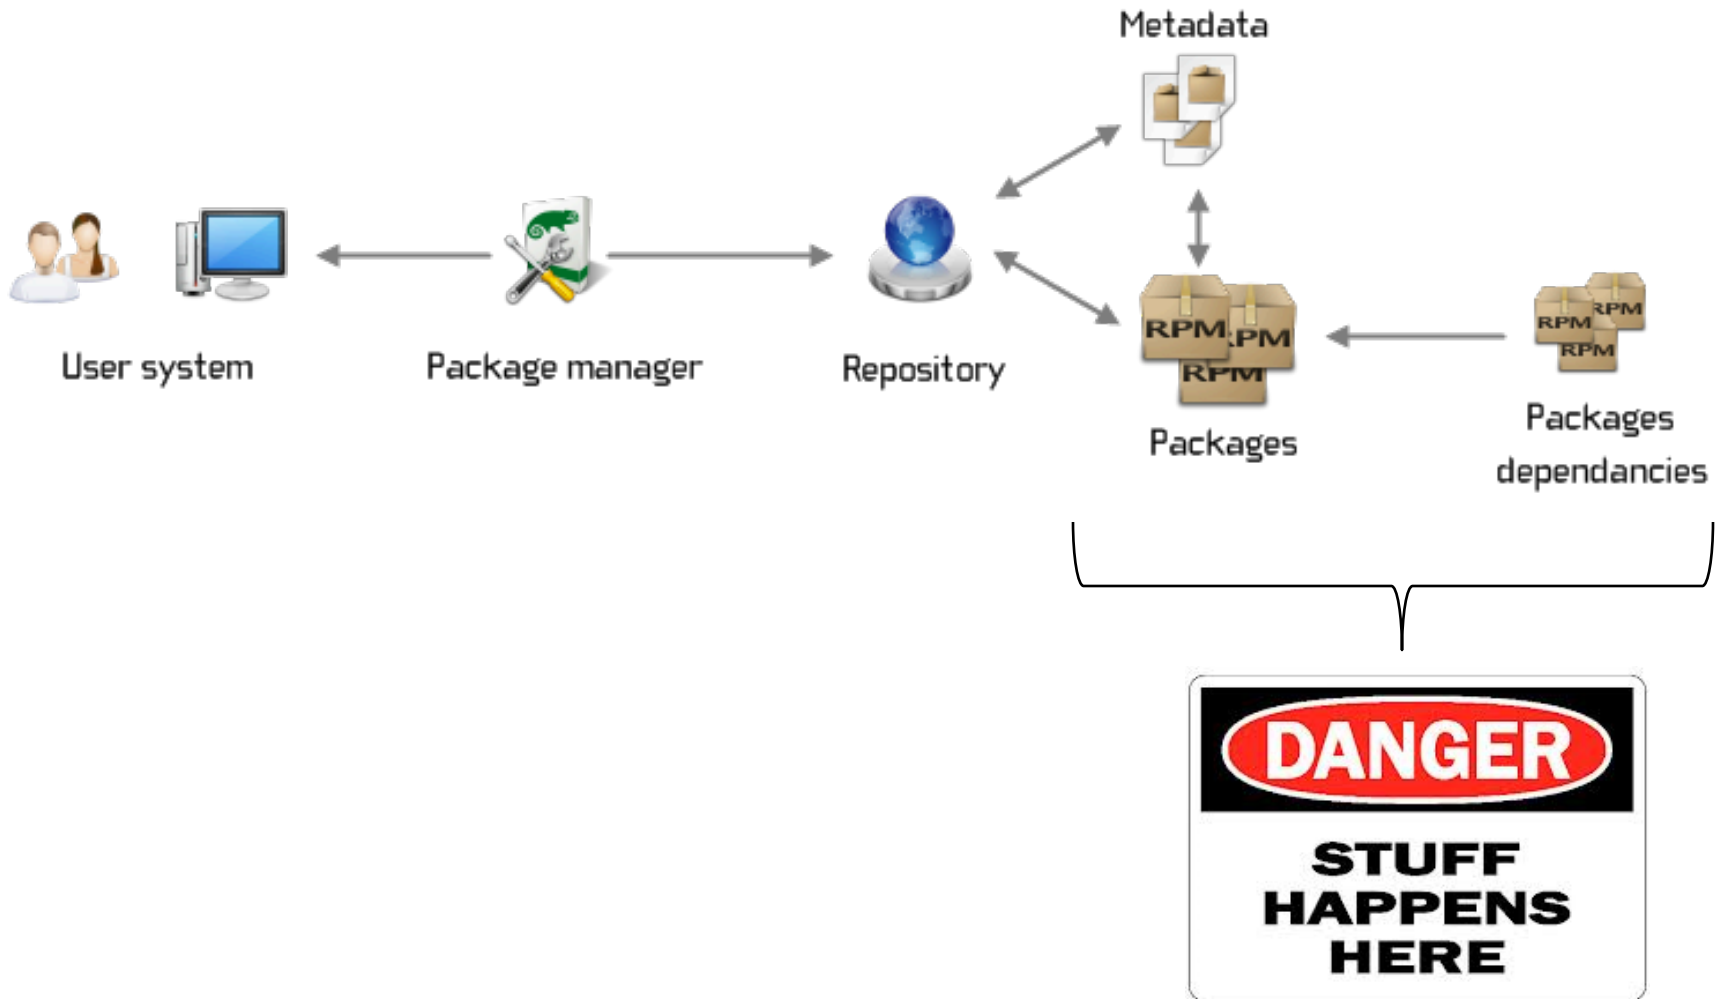 Metadata
User system
Package manager
Repository
RPM
RPM
RPM
Packages
RPM
RPM
RPM
Packages
dependancies
DANGER
STUFF
HAPPENS
HERE